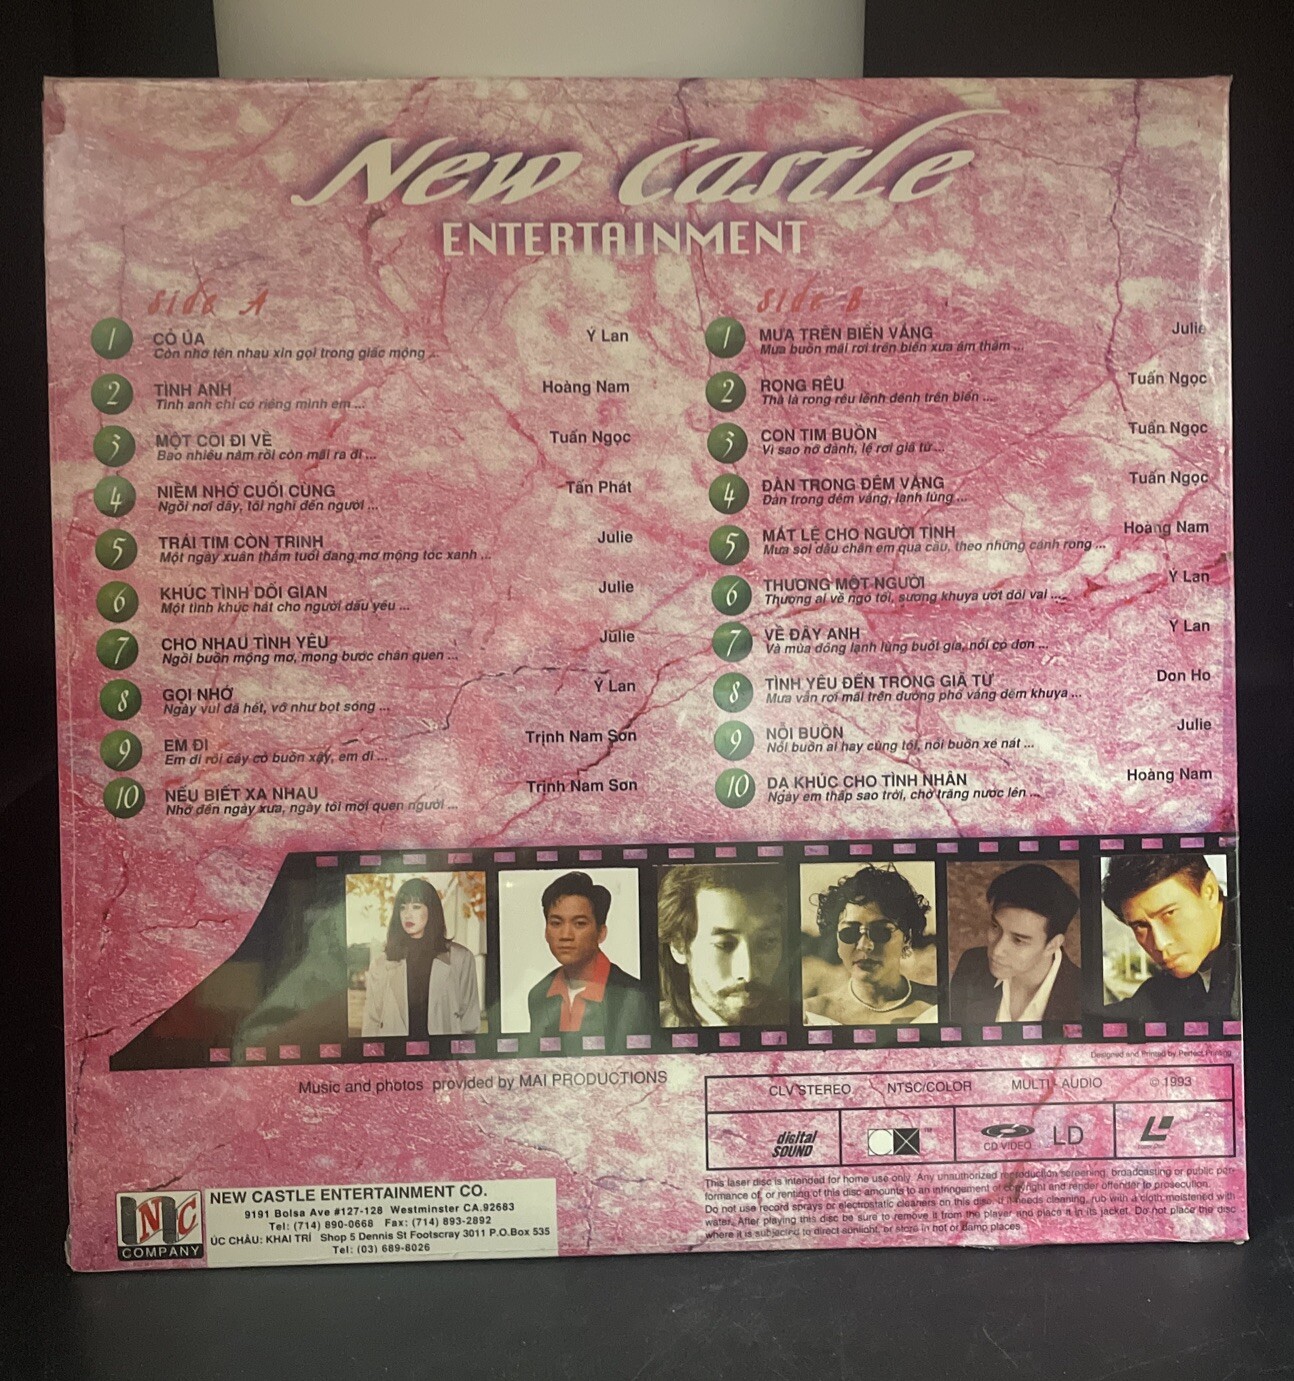 New Castle
ENTERTAINMENT
Side A
1 CỎ ÚA Ý Lan
Còn nhớ tên nhau xin gọi trong giấc mộng ...
2 TÌNH ANH Hoàng Nam
Tình anh chỉ có riêng mình em ...
3 MỘT CÕI ĐI VỀ Tuấn Ngọc
Bao nhiêu năm rồi còn mãi ra đi ...
4 NIỀM NHỚ CUỐI CÙNG Tấn Phát
Ngồi nơi đây, tôi nghĩ đến người ...
5 TRÁI TIM CÒN TRINH Julie
Một ngày xuân thắm tuổi đang mơ mộng tóc xanh ...
6 KHÚC TÌNH DỐI GIAN Julie
Một tình khúc hát cho người dấu yêu ...
7 CHO NHAU TÌNH YÊU Julie
Ngồi buồn mộng mơ, mong bước chân quen ...
8 GỌI NHỚ Ý Lan
Ngày vui đã hết, vỡ như bọt sóng ...
9 EM ĐI Trịnh Nam Sơn
Em đi rồi cây cỏ buồn xây, em đi ...
10 NẾU BIẾT XA NHAU Trịnh Nam Sơn
Nhớ đến ngày xưa, ngày tôi mới quen người ...
Side B
1 MƯA TRÊN BIỂN VẮNG Julie
Mưa buồn mãi rơi trên biển xưa âm thầm ...
2 RONG RÊU Tuấn Ngọc
Thà là rong rêu lênh đênh trên biển ...
3 CON TIM BUỒN Tuấn Ngọc
Vì sao nỡ đành, lệ rơi giã từ ...
4 ĐÀN TRONG ĐÊM VẮNG Tuấn Ngọc
Đàn trong đêm vắng, lạnh lùng ...
5 MẮT LỆ CHO NGƯỜI TÌNH Hoàng Nam
Mưa soi dấu chân em qua cầu, theo những cánh rong ...
6 THƯƠNG MỘT NGƯỜI Ý Lan
Thương ai về ngõ tối, sương khuya ướt đôi vai ...
7 VỀ ĐÂY ANH Ý Lan
Và mùa đông lạnh lùng buốt giá, nỗi cô đơn ...
8 TÌNH YÊU ĐẾN TRONG GIÃ TỪ Don Ho
Mưa vẫn rơi mãi trên đường phố vắng đêm khuya ...
9 NỖI BUỒN Julie
Nỗi buồn ai hay cùng tôi, nỗi buồn xé nát ...
10 DẠ KHÚC CHO TÌNH NHÂN Hoàng Nam
Ngày em thắp sao trời, chờ trăng nước lên ...
Designed and Printed by Perfect Printing
Music and photos provided by MAI PRODUCTIONS
CLV STEREO NTSC/COLOR MULTI-AUDIO © 1993
digital SOUND TM CD VIDEO LD
This laser disc is intended for home use only. Any unauthorized reproduction screening, broadcasting or public per-
formance of, or renting of this disc amounts to an infringement of copyright and render offender to prosecution.
Do not use record sprays or electrostatic cleaners on this disc. If it needs cleaning, rub with a cloth moistened with
water. After playing this disc be sure to remove it from the player and place it in its jacket. Do not place the disc
where it is subjected to direct sunlight, or store in hot or damp places.
NC
COMPANY
NEW CASTLE ENTERTAINMENT CO.
9191 Bolsa Ave #127-128 Westminster CA.92683
Tel: (714) 890-0668 Fax: (714) 893-2892
ÚC CHÂU: KHAI TRÍ Shop 5 Dennis St Footscray 3011 P.O.Box 535
Tel: (03) 689-8026